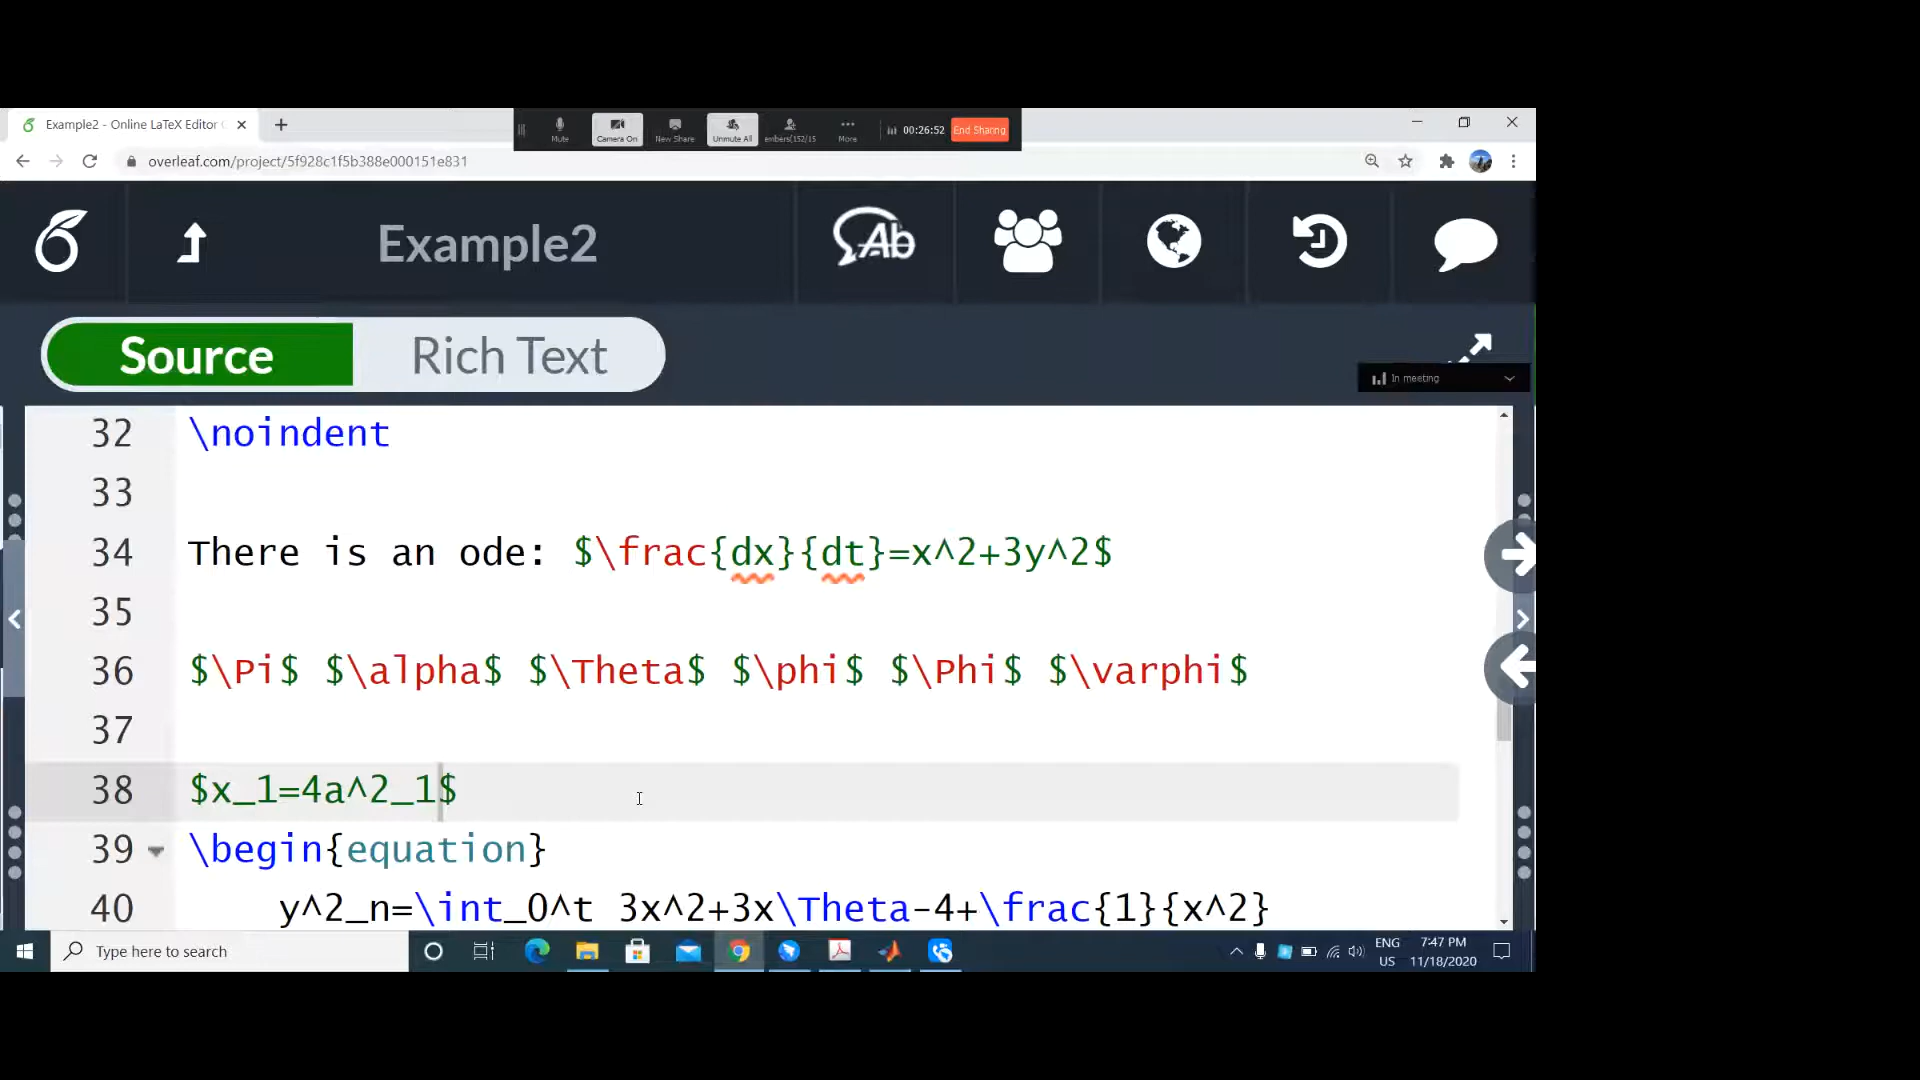 Example2 - Online LaTeX Editor
Mute Camera On New Share Unmute All embers(152/15 More 00:26:52 End Sharing
overleaf.com/project/5f928c1f5b388e000151e831
Example2
Source Rich Text
In meeting
32 \noindent
33
34 There is an ode: $\frac{dx}{dt}=x^2+3y^2$
35
36 $\Pi$ $\alpha$ $\Theta$ $\phi$ $\Phi$ $\varphi$
37
38 $x_1=4a^2_1$
39 \begin{equation}
40 y^2_n=\int_0^t 3x^2+3x\Theta-4+\frac{1}{x^2}
Type here to search
ENG 7:47 PM
US 11/18/2020